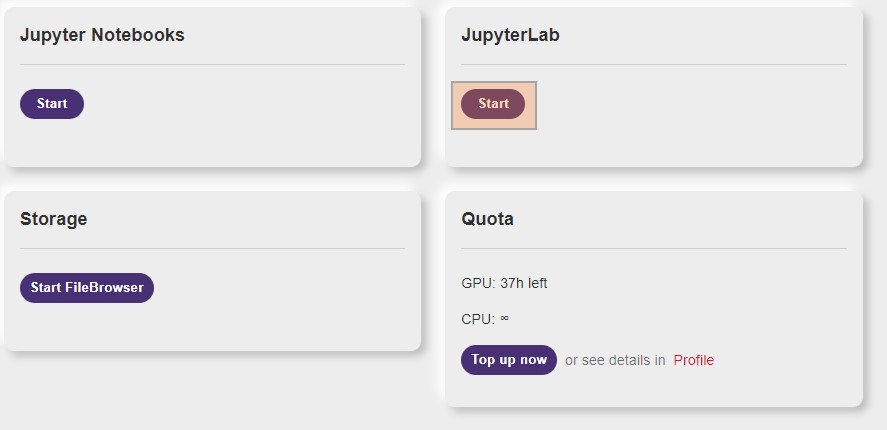 Jupyter Notebooks
Start
JupyterLab
Start
Storage
Start FileBrowser
Quota
GPU: 37h left
CPU: ∞
Top up now or see details in Profile